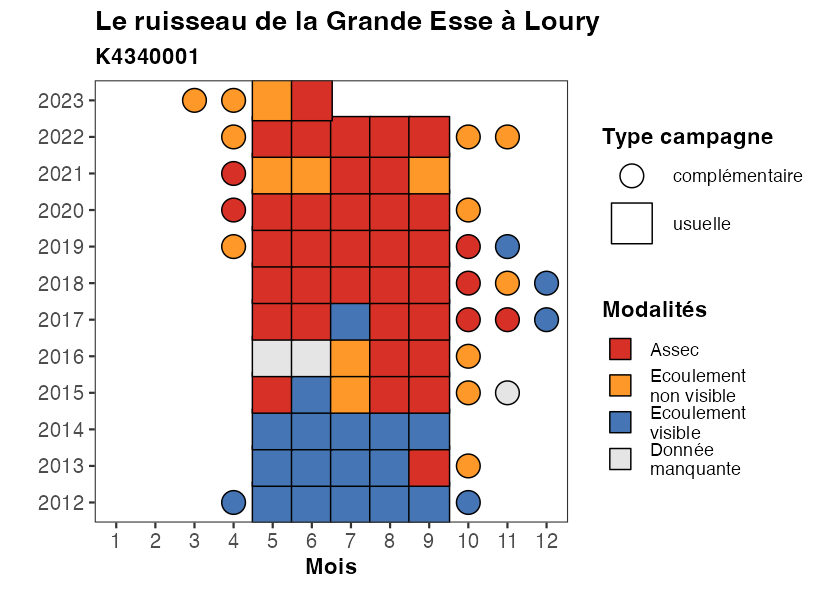 Le ruisseau de la Grande Esse à Loury
K4340001
2023
2022
2021
2020
2019
2018
2017
2016
2015
2014
2013
2012
1 2 3 4 5 6 7 8 9 10 11 12
Mois
Type campagne
complémentaire
usuelle
Modalités
Assec
Ecoulement
non visible
Ecoulement
visible
Donnée
manquante